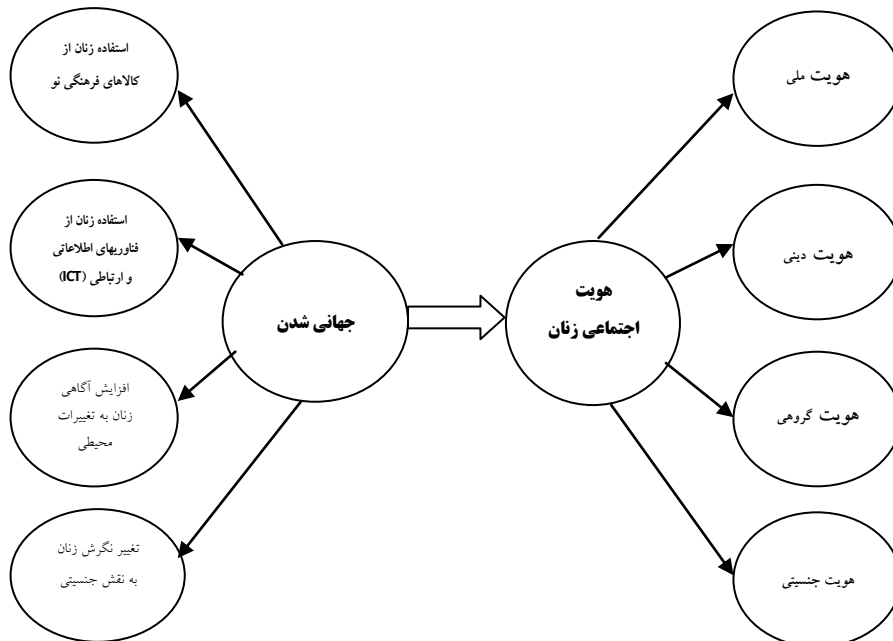 استفاده زنان از
کالاهای فرهنگی نو
استفاده زنان از
فناوریهای اطلاعاتی
و ارتباطی (ICT)
افزایش آگاهی
زنان به تغییرات
محیطی
تغییر نگرش زنان
به نقش جنسیتی
جهانی شدن
هویت
اجتماعی زنان
هویت ملی
هویت دینی
هویت گروهی
هویت جنسیتی